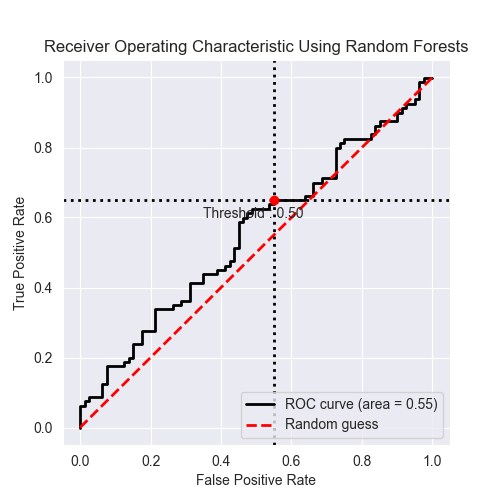 Receiver Operating Characteristic Using Random Forests
True Positive Rate
1.0
0.8
0.6
0.4
0.2
0.0
Threshold : 0.50
ROC curve (area = 0.55)
Random guess
0.0 0.2 0.4 0.6 0.8 1.0
False Positive Rate